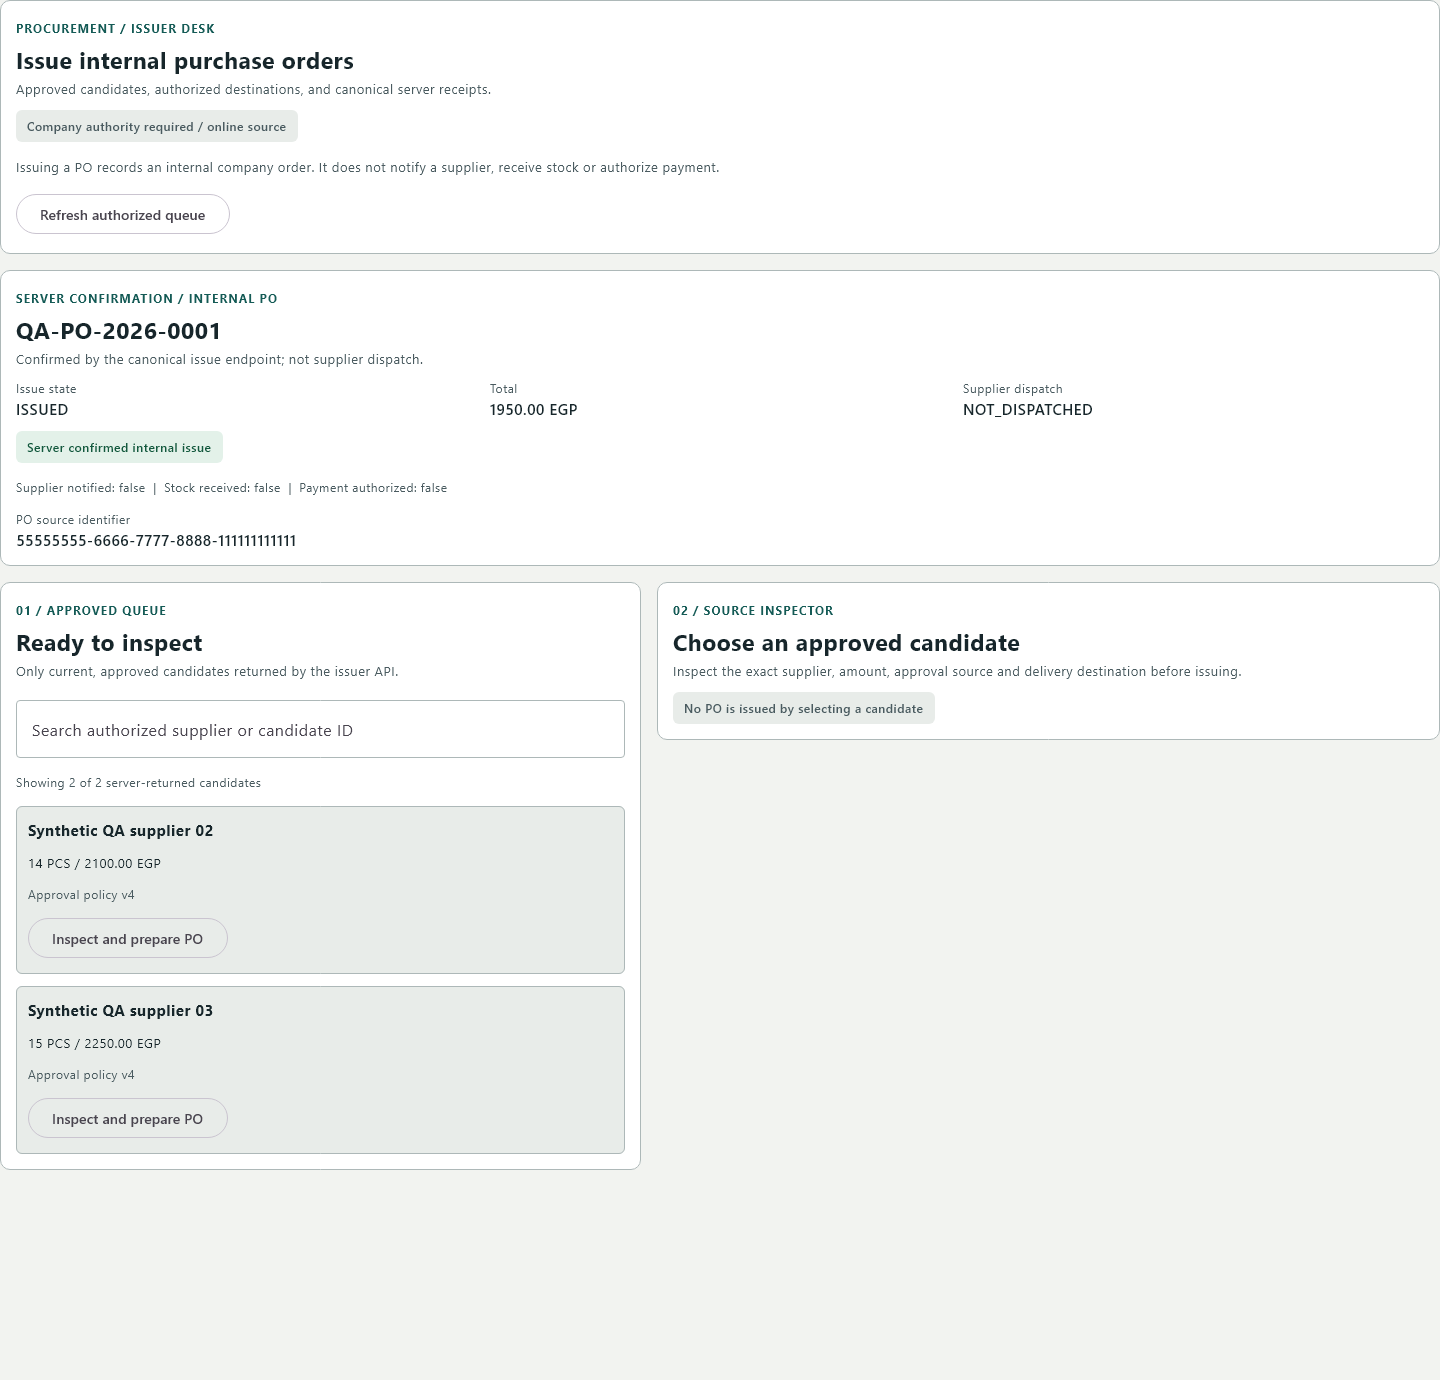 PROCUREMENT / ISSUER DESK
Issue internal purchase orders
Approved candidates, authorized destinations, and canonical server receipts.
Company authority required / online source
Issuing a PO records an internal company order. It does not notify a supplier, receive stock or authorize payment.
Refresh authorized queue
SERVER CONFIRMATION / INTERNAL PO
QA-PO-2026-0001
Confirmed by the canonical issue endpoint; not supplier dispatch.
Issue state
ISSUED
Total
1950.00 EGP
Supplier dispatch
NOT_DISPATCHED
Server confirmed internal issue
Supplier notified: false | Stock received: false | Payment authorized: false
PO source identifier
55555555-6666-7777-8888-111111111111
01 / APPROVED QUEUE
Ready to inspect
Only current, approved candidates returned by the issuer API.
Search authorized supplier or candidate ID
Showing 2 of 2 server-returned candidates
Synthetic QA supplier 02
14 PCS / 2100.00 EGP
Approval policy v4
Inspect and prepare PO
Synthetic QA supplier 03
15 PCS / 2250.00 EGP
Approval policy v4
Inspect and prepare PO
02 / SOURCE INSPECTOR
Choose an approved candidate
Inspect the exact supplier, amount, approval source and delivery destination before issuing.
No PO is issued by selecting a candidate